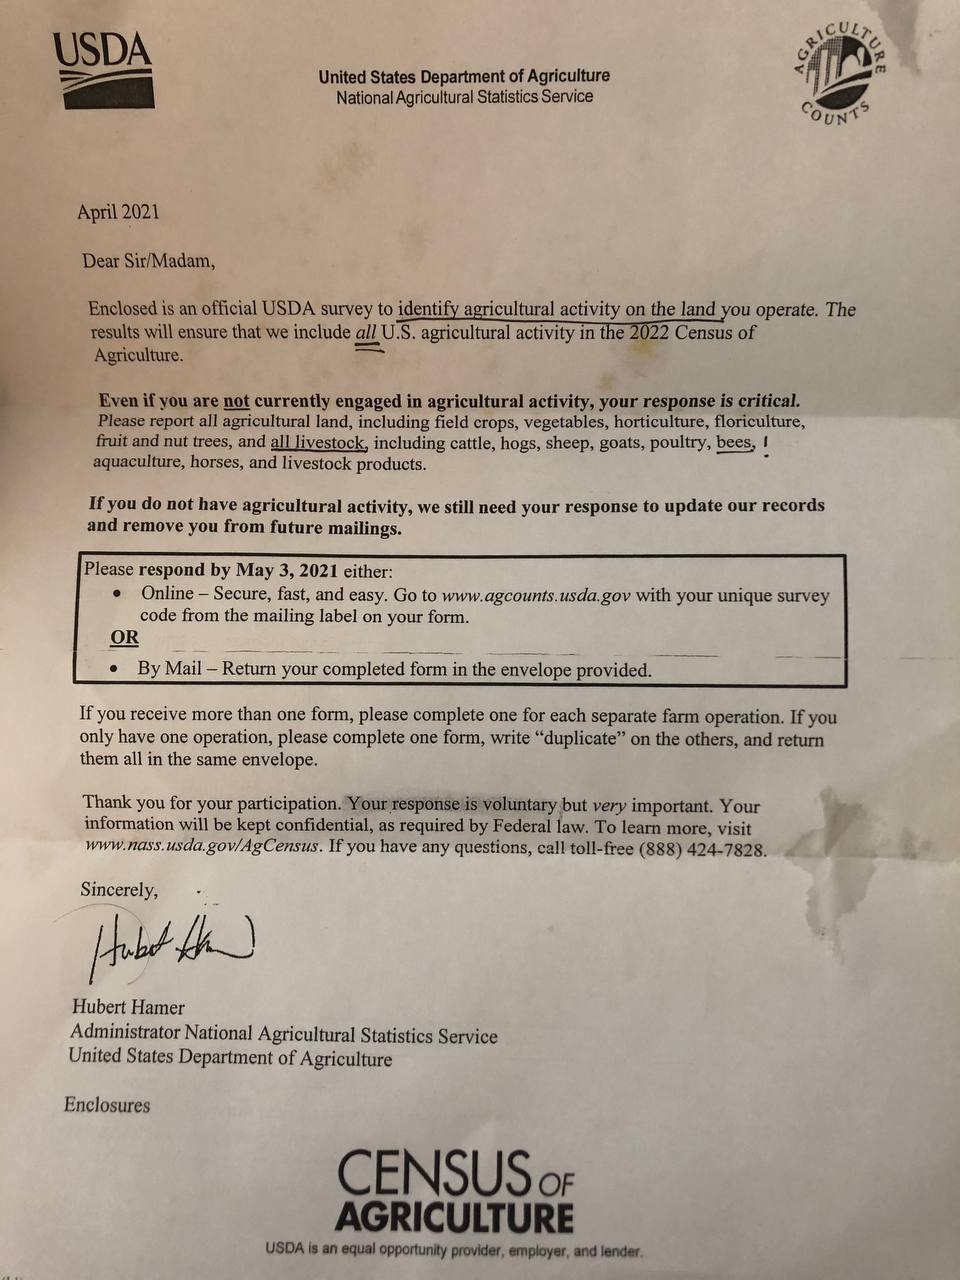 USDA
AGRICULTURE
COUNTS
United States Department of Agriculture
National Agricultural Statistics Service
April 2021
Dear Sir/Madam,
Enclosed is an official USDA survey to identify agricultural activity on the land you operate. The
results will ensure that we include all U.S. agricultural activity in the 2022 Census of
Agriculture.
Even if you are not currently engaged in agricultural activity, your response is critical.
Please report all agricultural land, including field crops, vegetables, horticulture, floriculture,
fruit and nut trees, and all livestock, including cattle, hogs, sheep, goats, poultry, bees, !
aquaculture, horses, and livestock products.
If you do not have agricultural activity, we still need your response to update our records
and remove you from future mailings.
Please respond by May 3, 2021 either:
• Online – Secure, fast, and easy. Go to www.agcounts.usda.gov with your unique survey
code from the mailing label on your form.
OR
• By Mail – Return your completed form in the envelope provided.
If you receive more than one form, please complete one for each separate farm operation. If you
only have one operation, please complete one form, write “duplicate” on the others, and return
them all in the same envelope.
Thank you for your participation. Your response is voluntary but very important. Your
information will be kept confidential, as required by Federal law. To learn more, visit
www.nass.usda.gov/AgCensus. If you have any questions, call toll-free (888) 424-7828.
Sincerely,
Hubert Hamer
Administrator National Agricultural Statistics Service
United States Department of Agriculture
Enclosures
CENSUS OF
AGRICULTURE
USDA is an equal opportunity provider, employer, and lender.